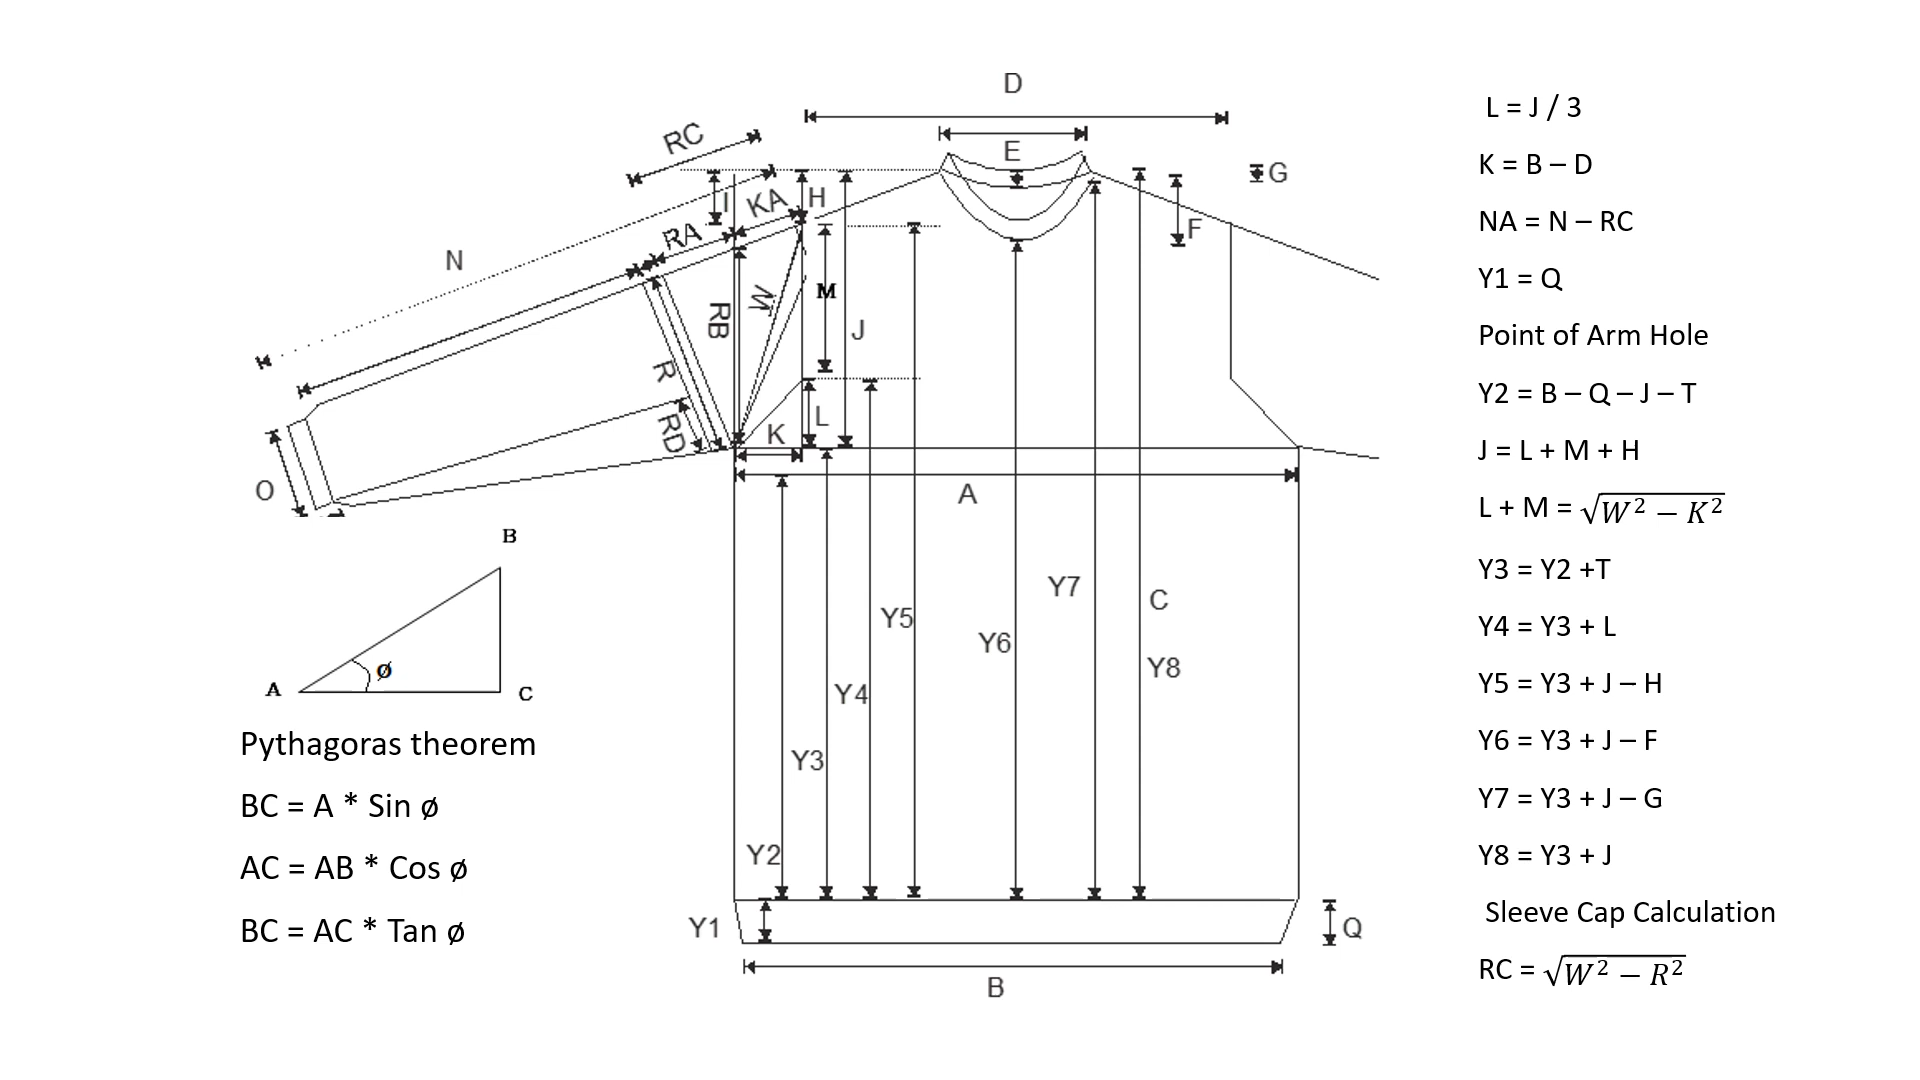 D
RC
E
G
I
KA
H
F
RA
N
M
W
RB
J
R
RD
L
K
O
A
Y7
C
Y5
Y6
Y8
Y4
Y3
Y2
Y1
Q
B
B
ø
A
C
Pythagoras theorem
BC = A * Sin ø
AC = AB * Cos ø
BC = AC * Tan ø
L = J / 3
K = B – D
NA = N – RC
Y1 = Q
Point of Arm Hole
Y2 = B – Q – J – T
J = L + M + H
L + M = √W² − K²
Y3 = Y2 +T
Y4 = Y3 + L
Y5 = Y3 + J – H
Y6 = Y3 + J – F
Y7 = Y3 + J – G
Y8 = Y3 + J
Sleeve Cap Calculation
RC = √W² − R²